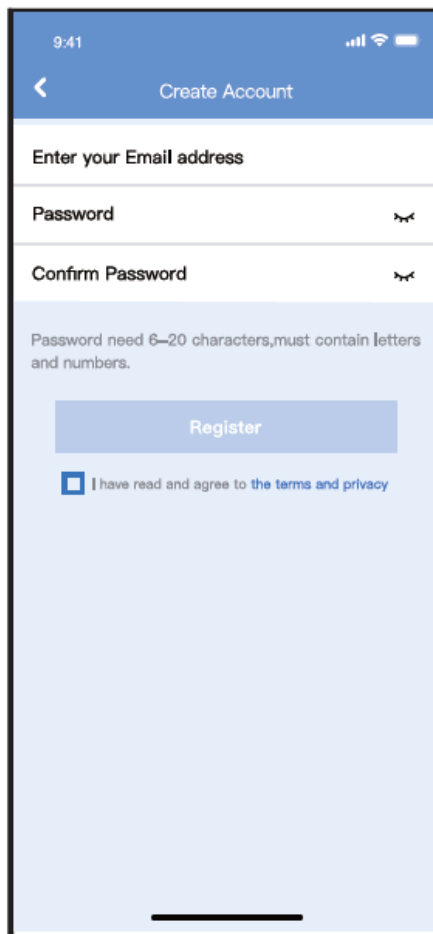 9:41
Create Account
Enter your Email address
Password
Confirm Password
Password need 6–20 characters,must contain letters
and numbers.
Register
I have read and agree to the terms and privacy